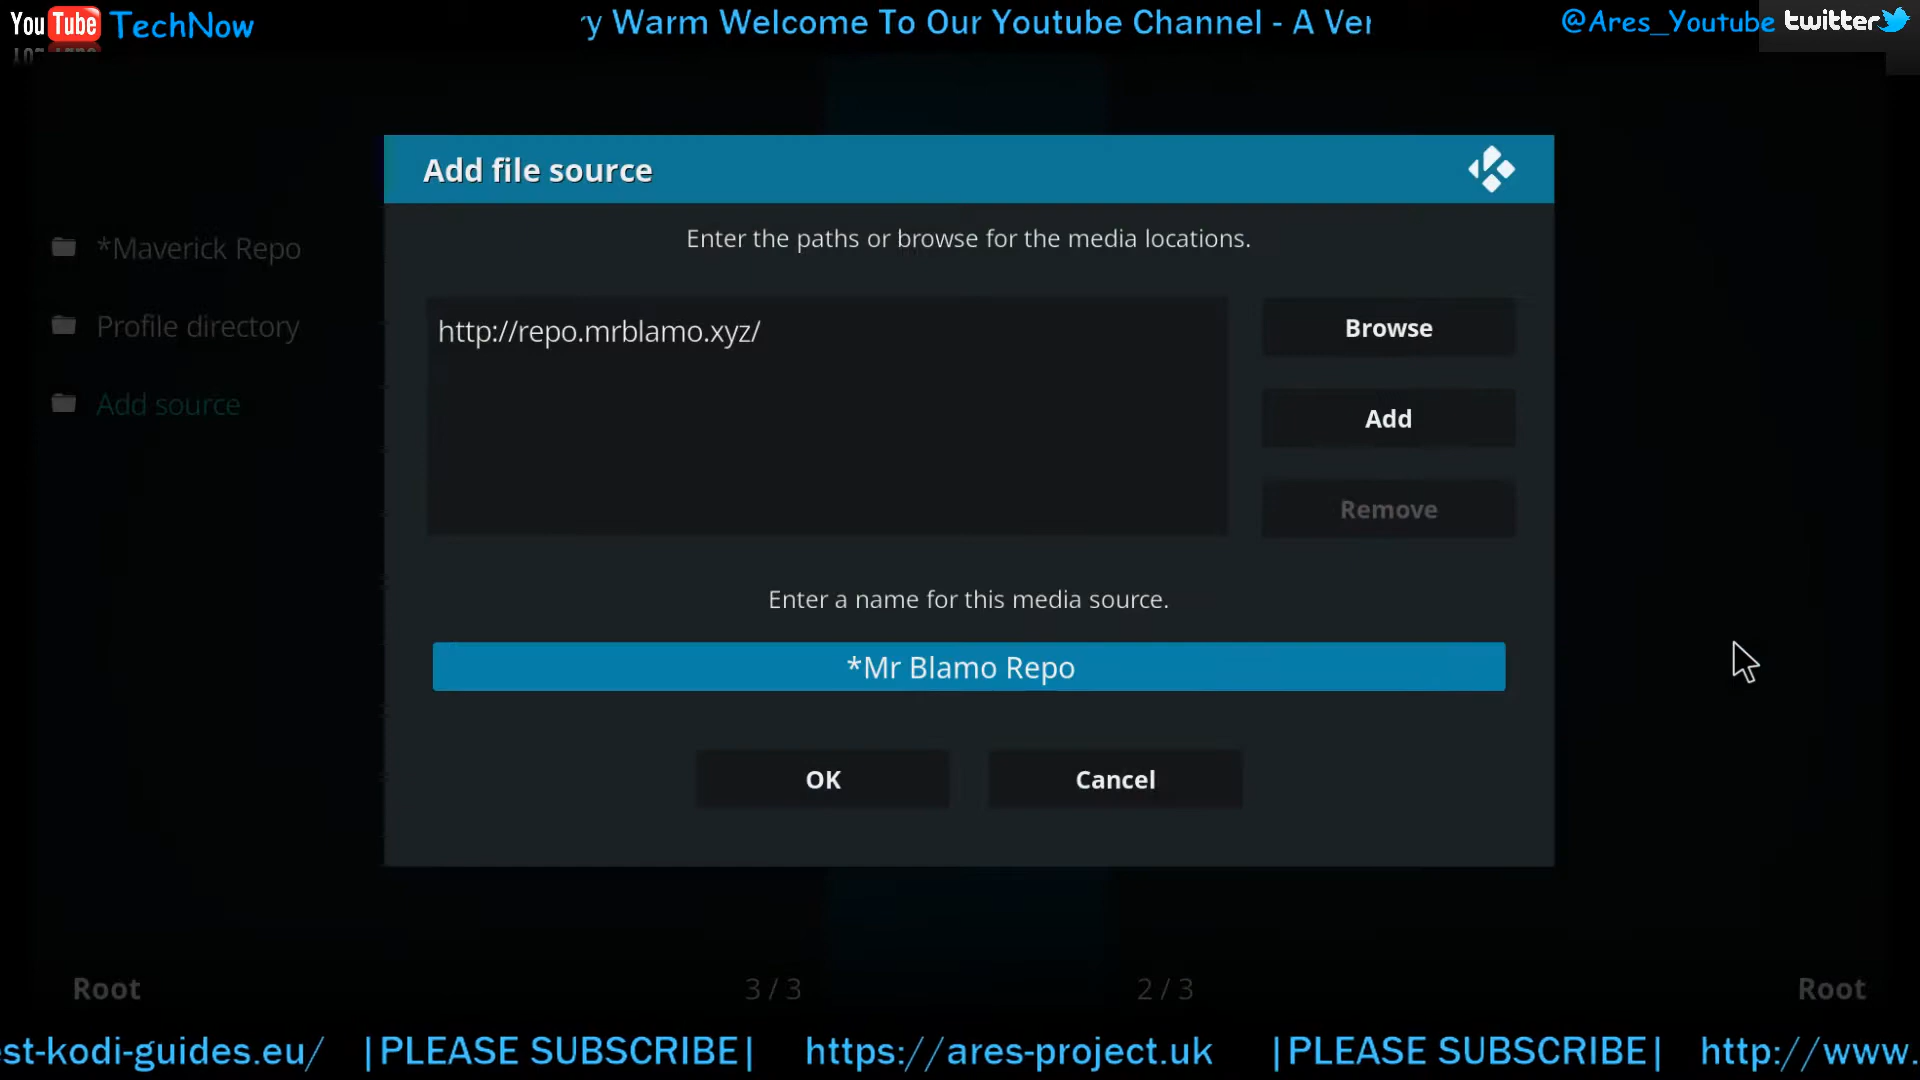 You Tube TechNow
y Warm Welcome To Our Youtube Channel - A Ver
@Ares_Youtube twitter
Add file source
Enter the paths or browse for the media locations.
*Maverick Repo
Profile directory
Add source
http://repo.mrblamo.xyz/
Browse
Add
Remove
Enter a name for this media source.
*Mr Blamo Repo
OK
Cancel
Root
3 / 3
2 / 3
Root
est-kodi-guides.eu/ |PLEASE SUBSCRIBE| https://ares-project.uk |PLEASE SUBSCRIBE| http://www.